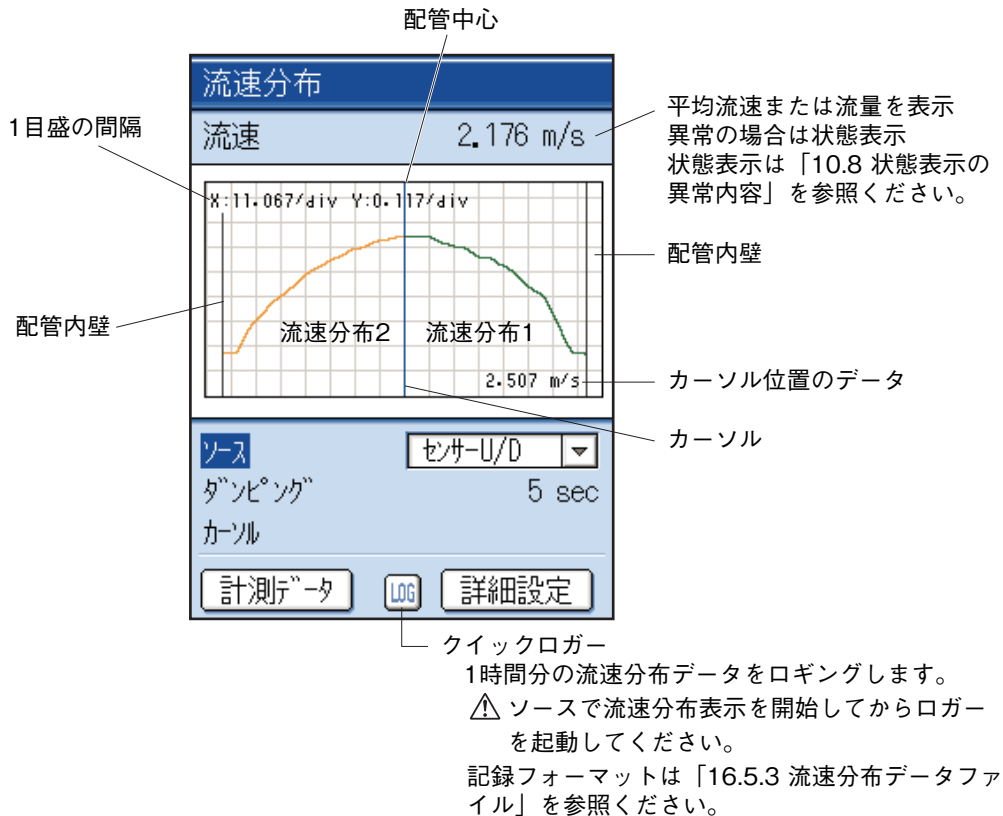 配管中心
流速分布
1目盛の間隔
流速
2.176 m/s
平均流速または流量を表示
異常の場合は状態表示
状態表示は「10.8 状態表示の
異常内容」を参照ください。
X:11.067/div Y:0.117/div
配管内壁
配管内壁
流速分布2
流速分布1
2.507 m/s
カーソル位置のデータ
カーソル
ソース
センサーU/D
ダンピング
5 sec
カーソル
計測データ
LOG
詳細設定
クイックロガー
1時間分の流速分布データをロギングします。
⚠ ソースで流速分布表示を開始してからロガー
を起動してください。
記録フォーマットは「16.5.3 流速分布データファ
イル」を参照ください。